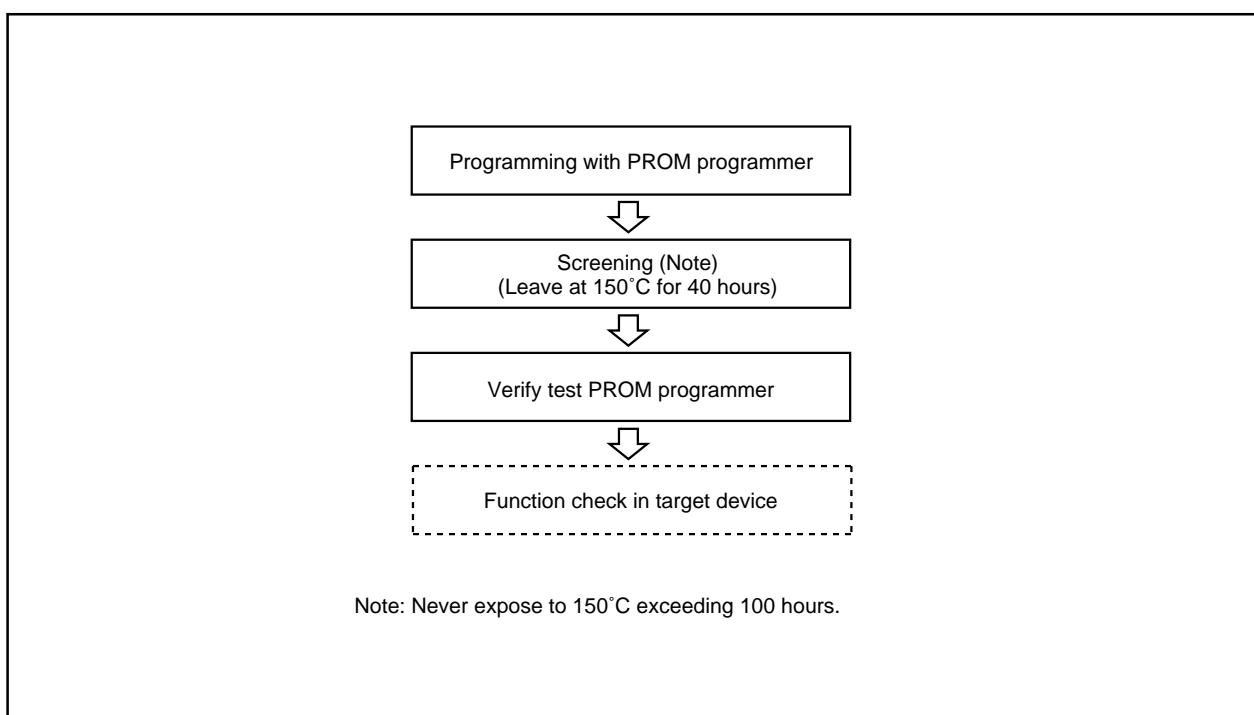 Programming with PROM programmer
Screening (Note)
(Leave at 150˚C for 40 hours)
Verify test PROM programmer
Function check in target device
Note: Never expose to 150˚C exceeding 100 hours.